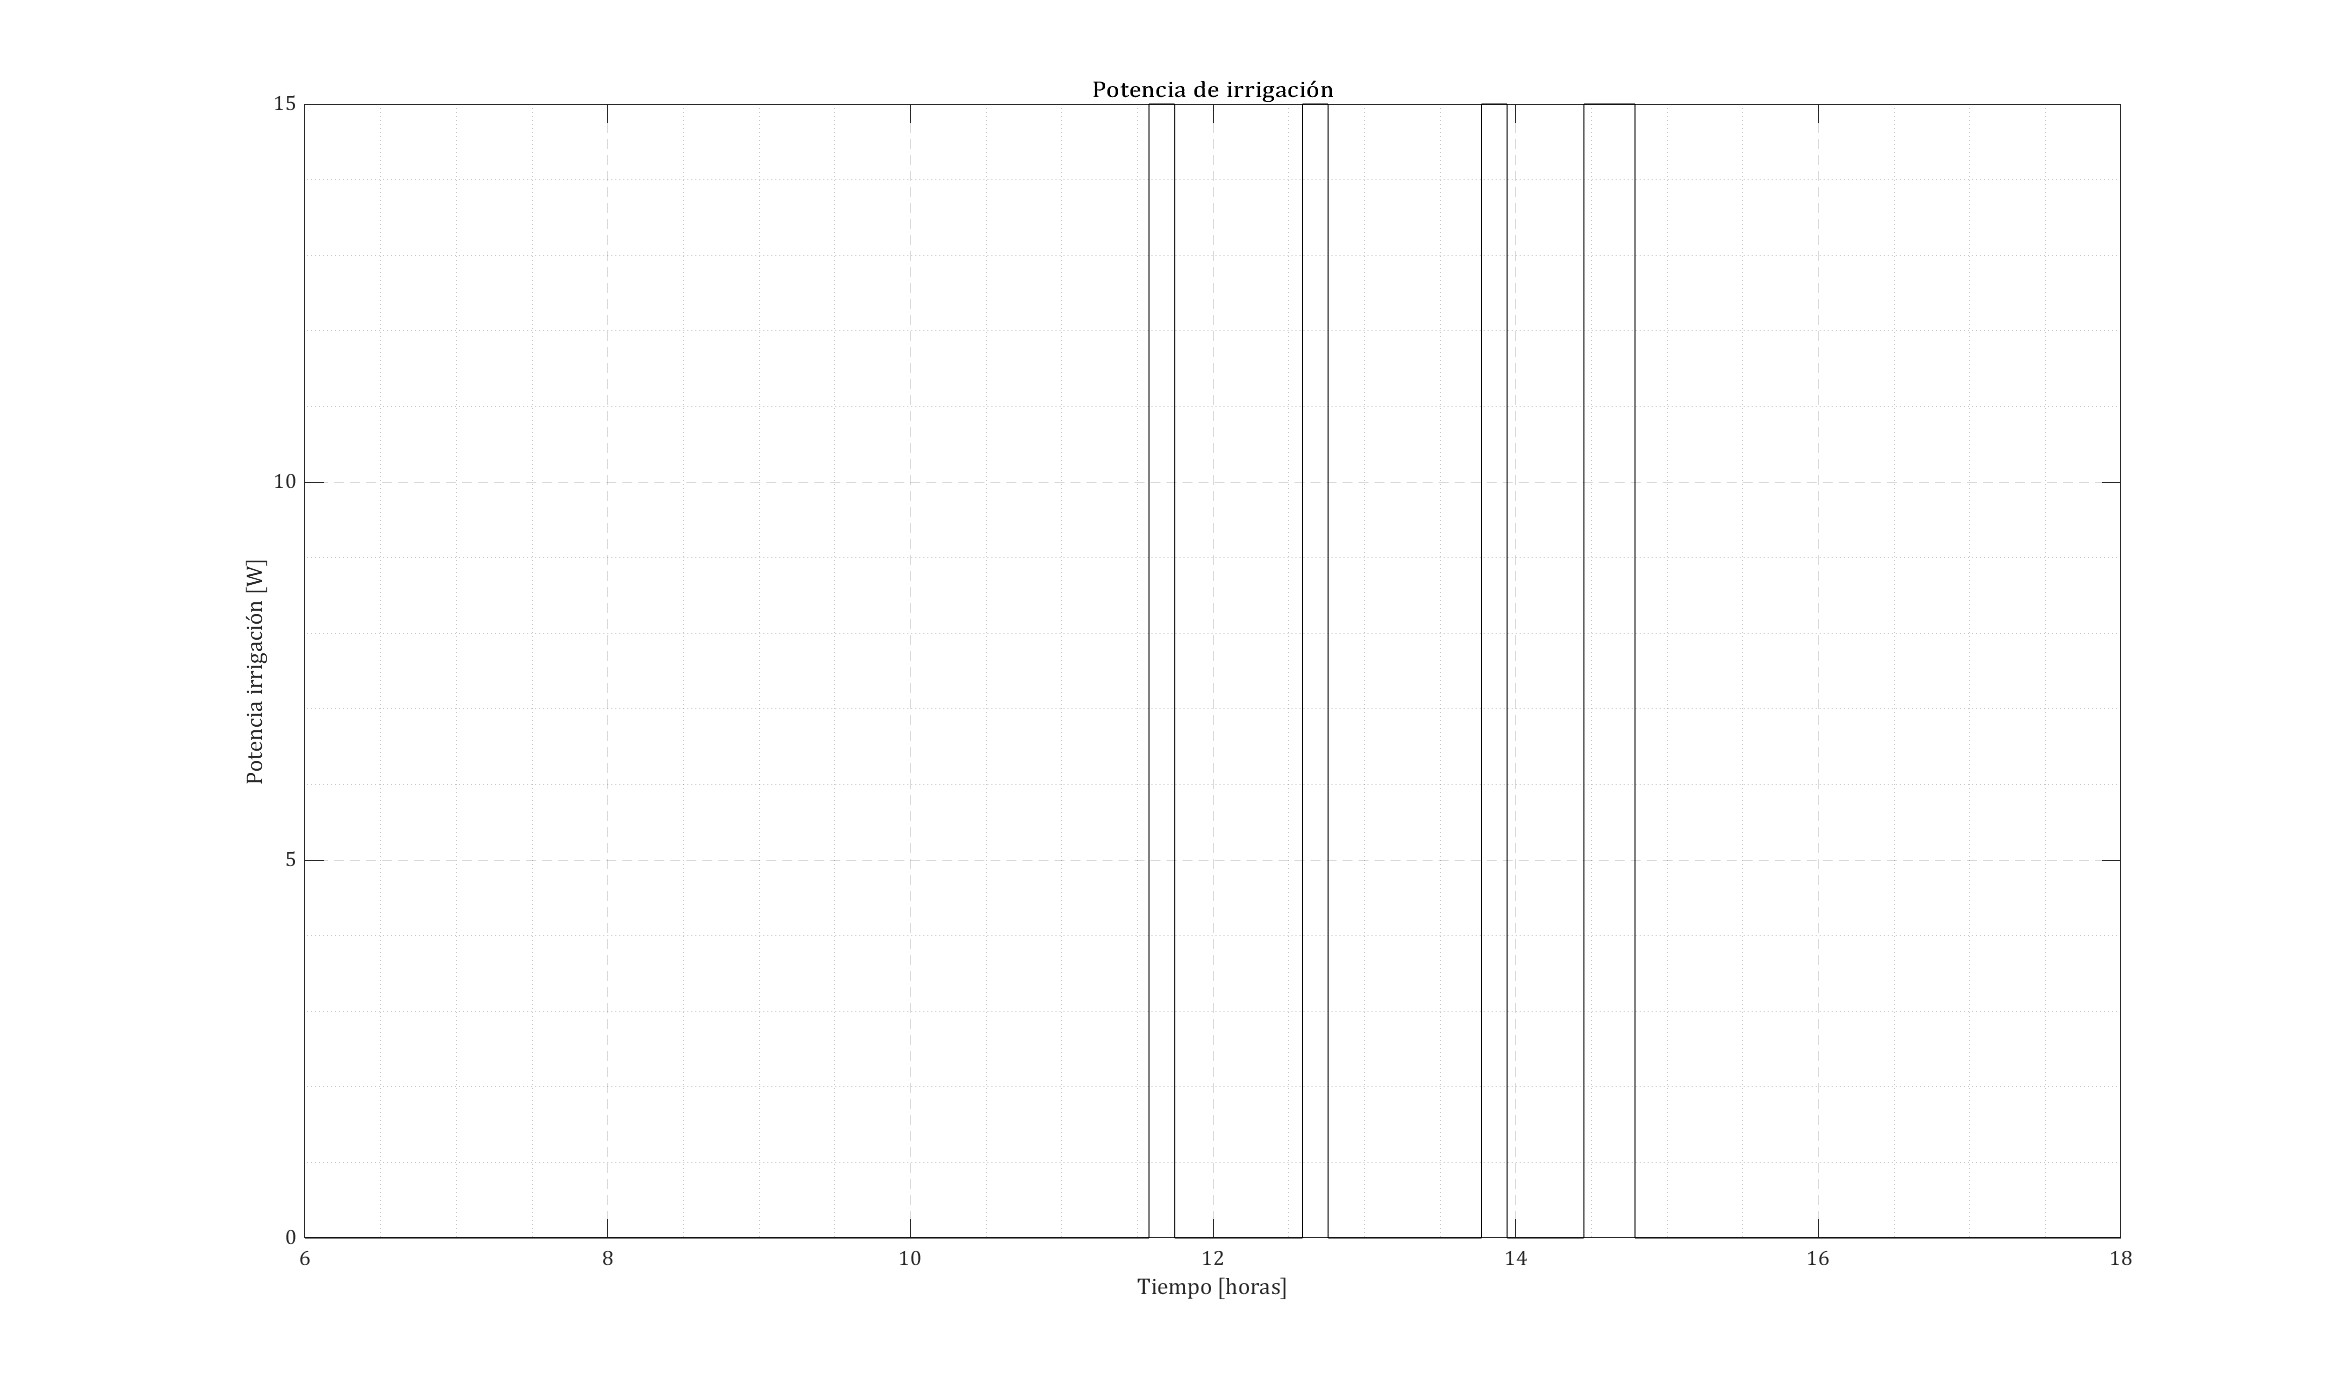 Potencia de irrigación
15
10
5
0
Potencia irrigación [W]
6 8 10 12 14 16 18
Tiempo [horas]